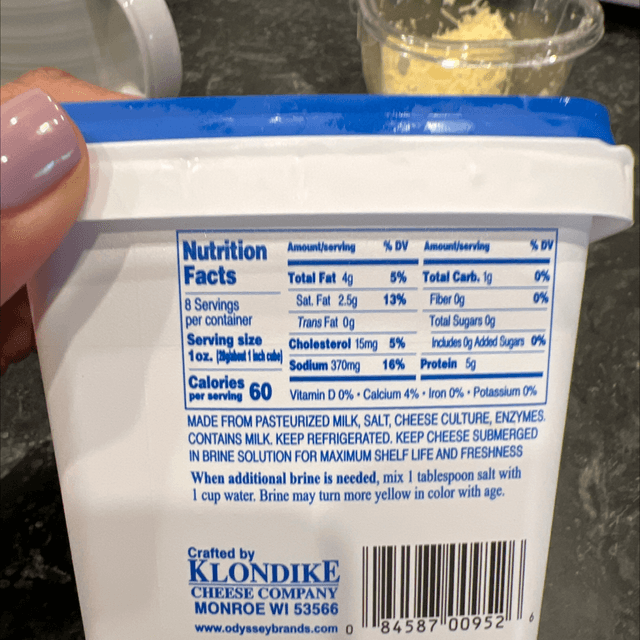 Nutrition Facts
8 Servings per container
Serving size
1oz. (28g/about 1 inch cube)
Calories per serving 60
Amount/serving % DV
Total Fat 4g 5%
Sat. Fat 2.5g 13%
Trans Fat 0g
Cholesterol 15mg 5%
Sodium 370mg 16%
Amount/serving % DV
Total Carb. 1g 0%
Fiber 0g 0%
Total Sugars 0g
Includes 0g Added Sugars 0%
Protein 5g
Vitamin D 0% • Calcium 4% • Iron 0% • Potassium 0%
MADE FROM PASTEURIZED MILK, SALT, CHEESE CULTURE, ENZYMES.
CONTAINS MILK. KEEP REFRIGERATED. KEEP CHEESE SUBMERGED
IN BRINE SOLUTION FOR MAXIMUM SHELF LIFE AND FRESHNESS
When additional brine is needed, mix 1 tablespoon salt with
1 cup water. Brine may turn more yellow in color with age.
Crafted by
KLONDIKE
CHEESE COMPANY
MONROE WI 53566
www.odysseybrands.com
0 84587 00952 6